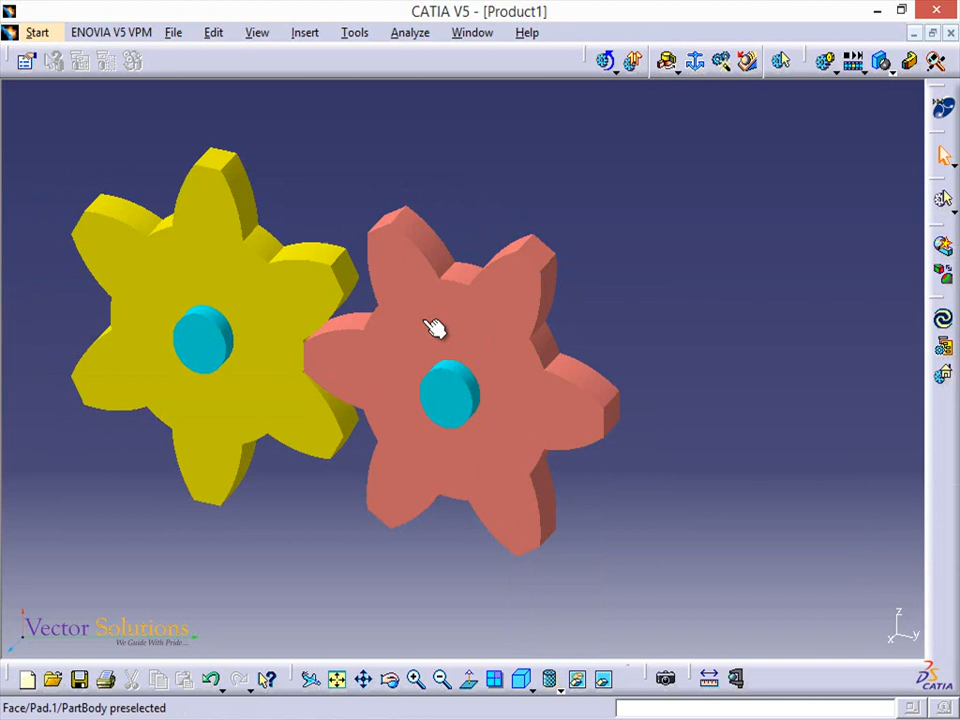 CATIA V5 - [Product1]
Start ENOVIA V5 VPM File Edit View Insert Tools Analyze Window Help
Vector Solutions
We Guide With Pride...
z
x y
CATIA
Face/Pad.1/PartBody preselected